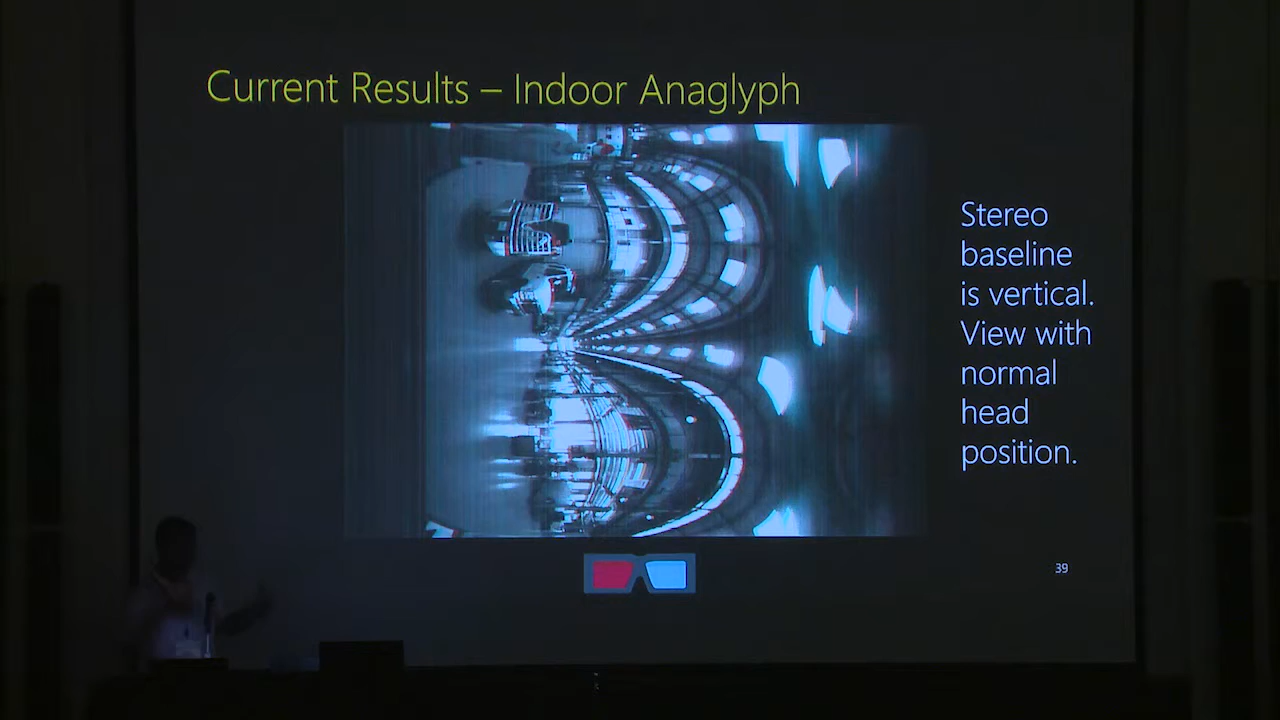 Current Results – Indoor Anaglyph
Stereo
baseline
is vertical.
View with
normal
head
position.
39